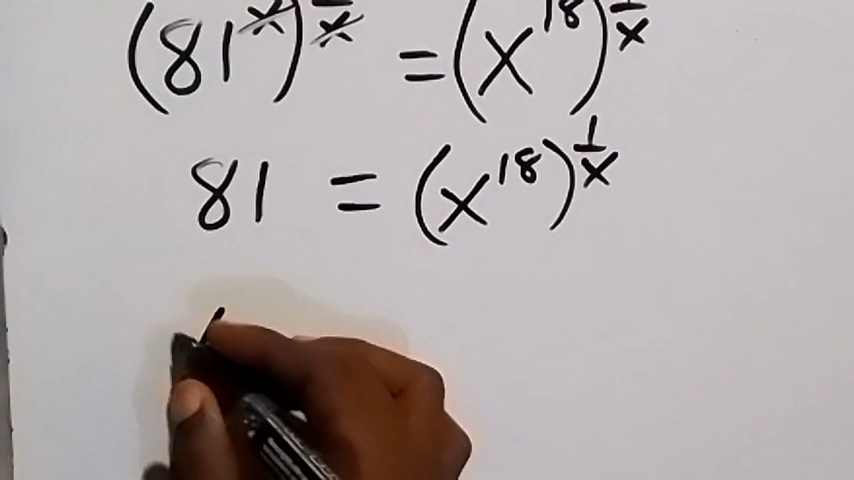 (81^x)^1/x = (x^18)^1/x
81 = (x^18)^1/x